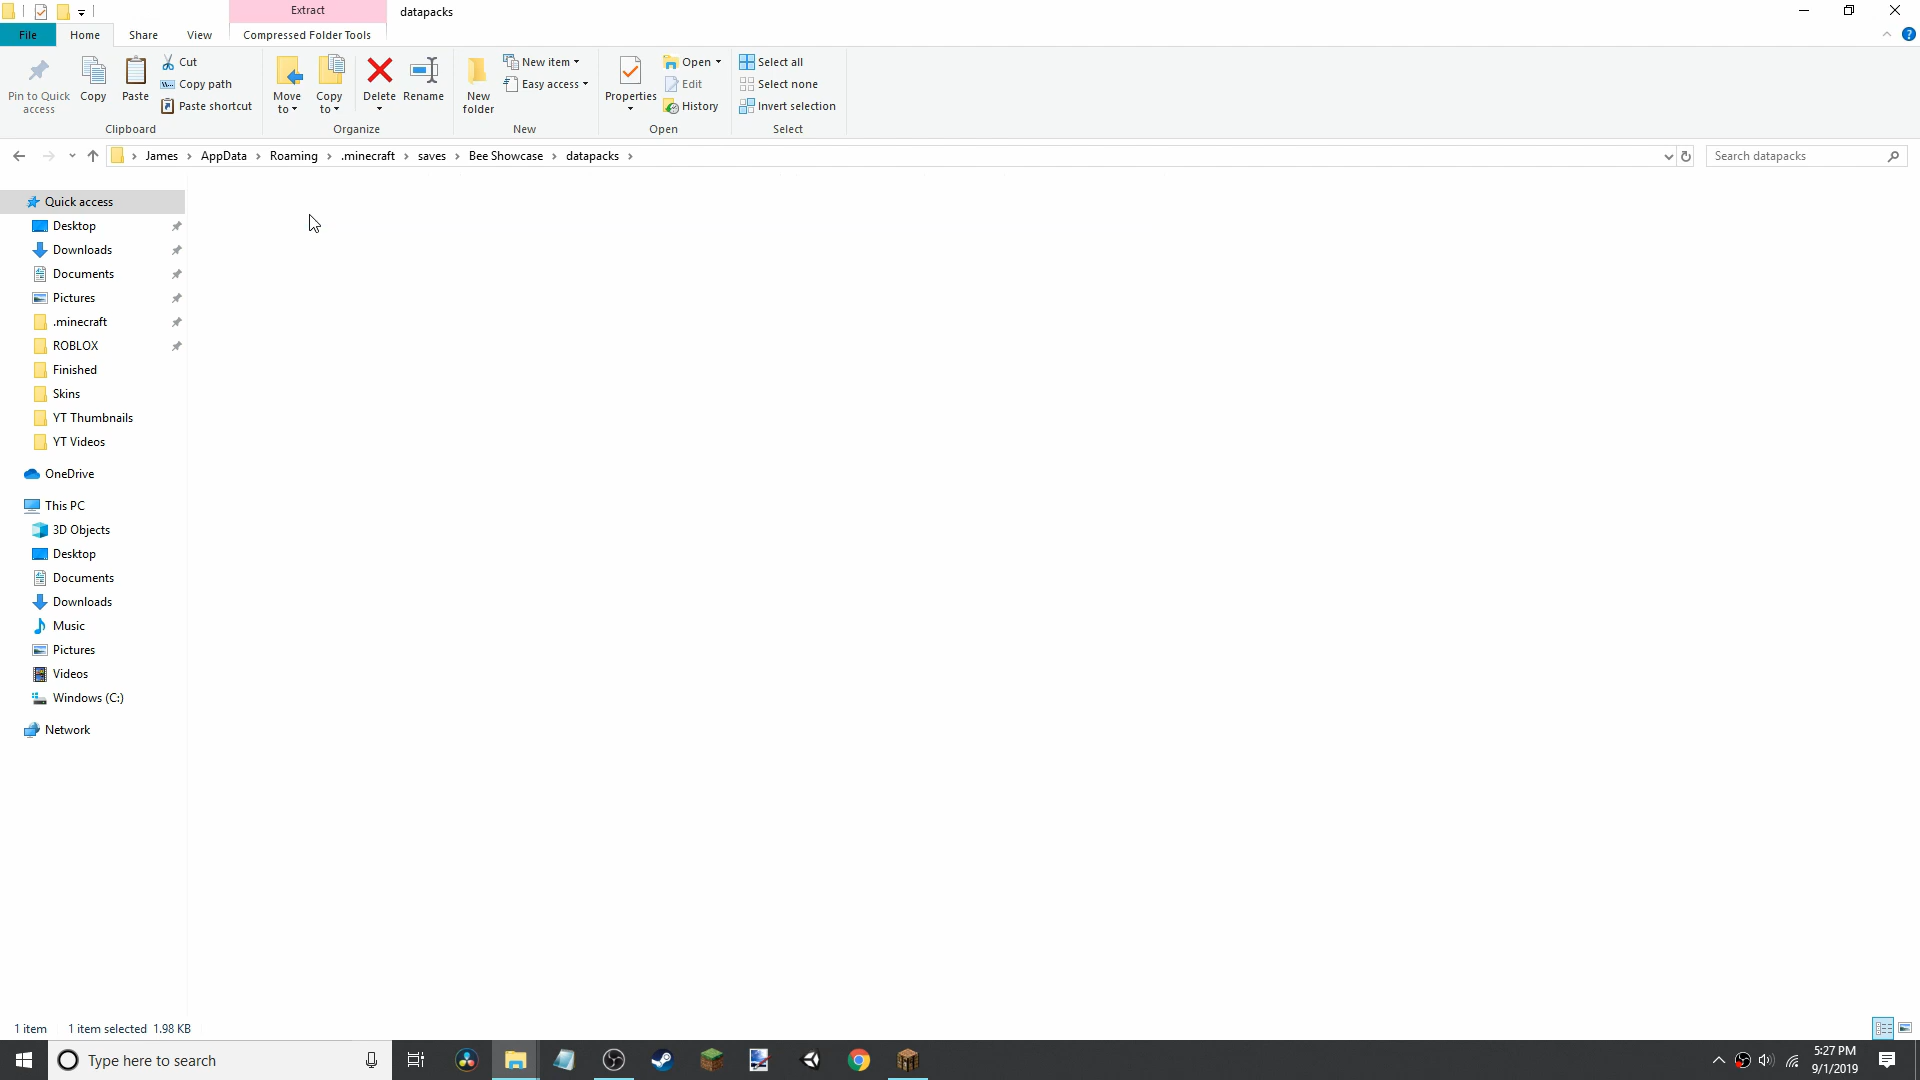 Extract
datapacks
File
Home
Share
View
Compressed Folder Tools
Pin to Quick
access
Copy
Paste
Cut
Copy path
Paste shortcut
Clipboard
Move
to
Copy
to
Delete
Rename
Organize
New
folder
New item
Easy access
New
Properties
Open
Edit
History
Open
Select all
Select none
Invert selection
Select
James › AppData › Roaming › .minecraft › saves › Bee Showcase › datapacks ›
Search datapacks
Quick access
Desktop
Downloads
Documents
Pictures
.minecraft
ROBLOX
Finished
Skins
YT Thumbnails
YT Videos
OneDrive
This PC
3D Objects
Desktop
Documents
Downloads
Music
Pictures
Videos
Windows (C:)
Network
1 item 1 item selected 1.98 KB
Type here to search
5:27 PM
9/1/2019